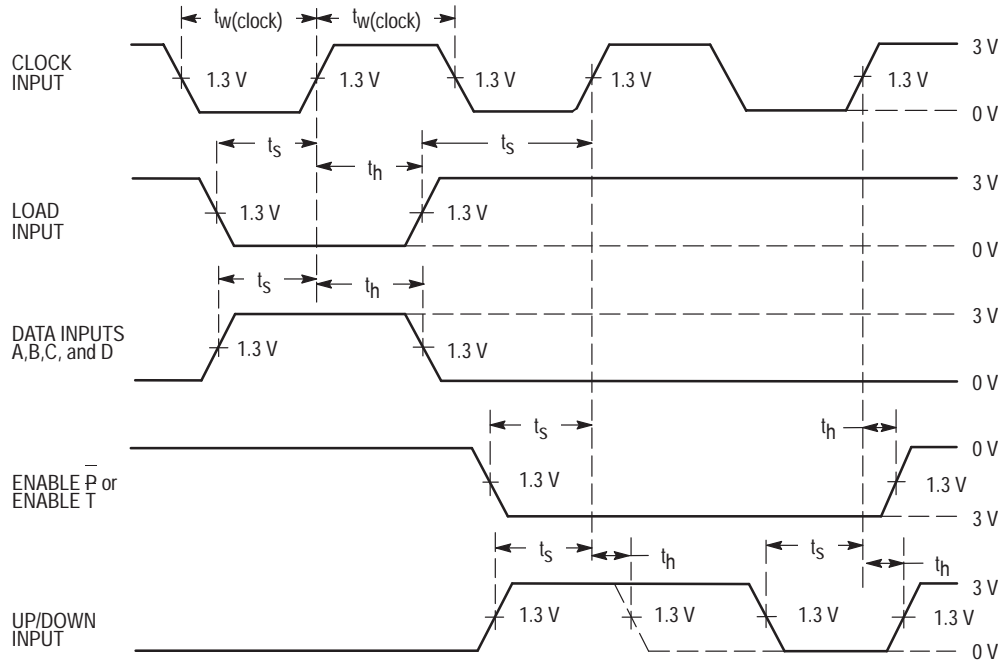 tw(clock) tw(clock)
3 V
CLOCK
INPUT
1.3 V 1.3 V 1.3 V 1.3 V 1.3 V
0 V
ts th ts
3 V
LOAD
INPUT
1.3 V 1.3 V
0 V
ts th
3 V
DATA INPUTS
A,B,C, and D
1.3 V 1.3 V
0 V
ts th
0 V
ENABLE P̅ or
ENABLE T
1.3 V 1.3 V
3 V
ts th ts th
3 V
UP/DOWN
INPUT
1.3 V 1.3 V 1.3 V 1.3 V
0 V